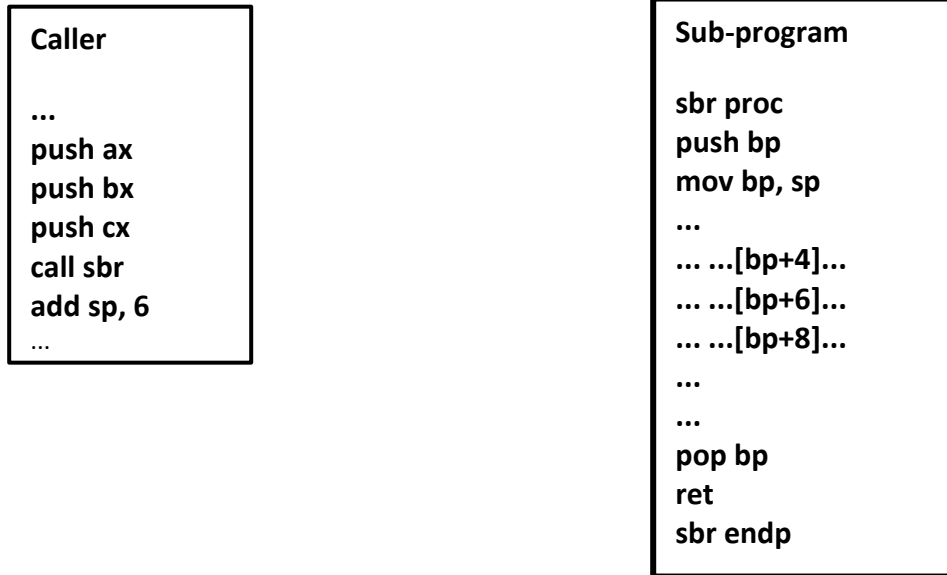 Caller
...
push ax
push bx
push cx
call sbr
add sp, 6
...
Sub-program
sbr proc
push bp
mov bp, sp
...
... ...[bp+4]...
... ...[bp+6]...
... ...[bp+8]...
...
...
pop bp
ret
sbr endp